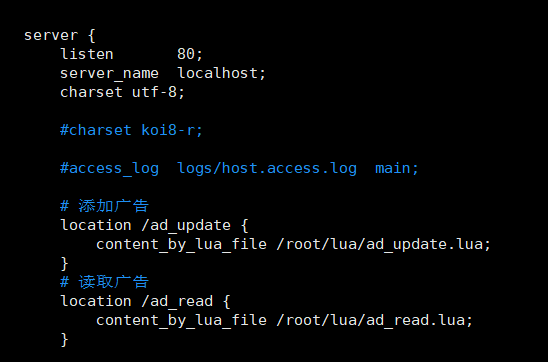 server {
    listen       80;
    server_name  localhost;
    charset utf-8;
    #charset koi8-r;
    #access_log  logs/host.access.log  main;
    # 添加广告
    location /ad_update {
        content_by_lua_file /root/lua/ad_update.lua;
    }
    # 读取广告
    location /ad_read {
        content_by_lua_file /root/lua/ad_read.lua;
    }